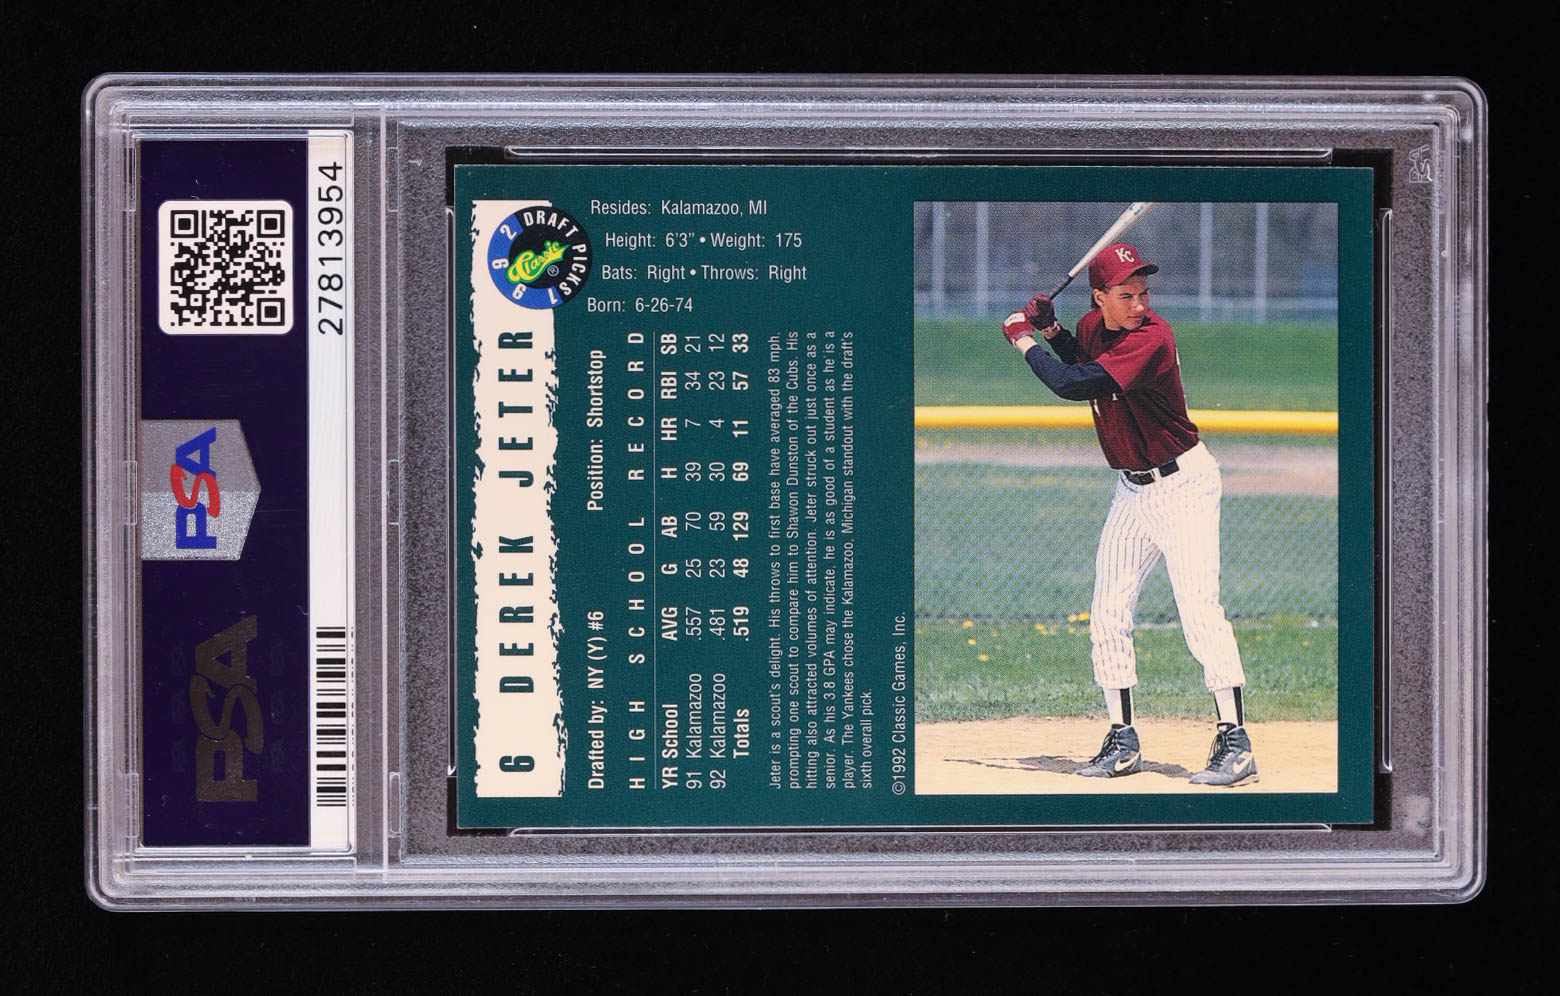 27813954
PSA
PSA
1992 DRAFT PICKS
Classic®
6 DEREK JETER
Resides: Kalamazoo, MI
Height: 6'3" • Weight: 175
Bats: Right • Throws: Right
Born: 6-26-74
Drafted by: NY (Y) #6 Position: Shortstop
HIGH SCHOOL RECORD
YR School AVG G AB H HR RBI SB
91 Kalamazoo .557 25 70 39 7 34 21
92 Kalamazoo .481 23 59 30 4 23 12
Totals .519 48 129 69 11 57 33
Jeter is a scout's delight. His throws to first base have averaged 83 mph,
prompting one scout to compare him to Shawon Dunston of the Cubs. His
hitting also attracted volumes of attention. Jeter struck out just once as a
senior. As his 3.8 GPA may indicate, he is as good of a student as he is a
player. The Yankees chose the Kalamazoo, Michigan standout with the draft's
sixth overall pick.
©1992 Classic Games, Inc.
KC
PSA